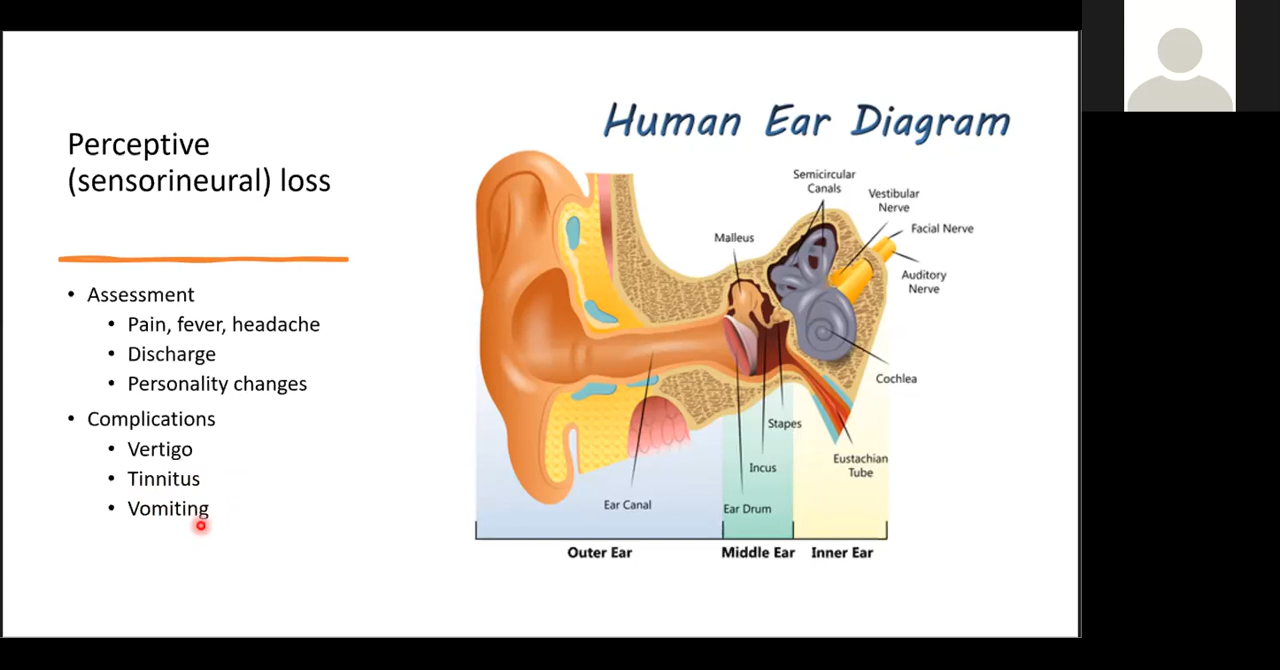 Perceptive
(sensorineural) loss
• Assessment
• Pain, fever, headache
• Discharge
• Personality changes
• Complications
• Vertigo
• Tinnitus
• Vomiting
Human Ear Diagram
Semicircular
Canals
Vestibular
Nerve
Facial Nerve
Malleus
Auditory
Nerve
Cochlea
Stapes
Eustachian
Tube
Incus
Ear Canal
Ear Drum
Outer Ear
Middle Ear
Inner Ear